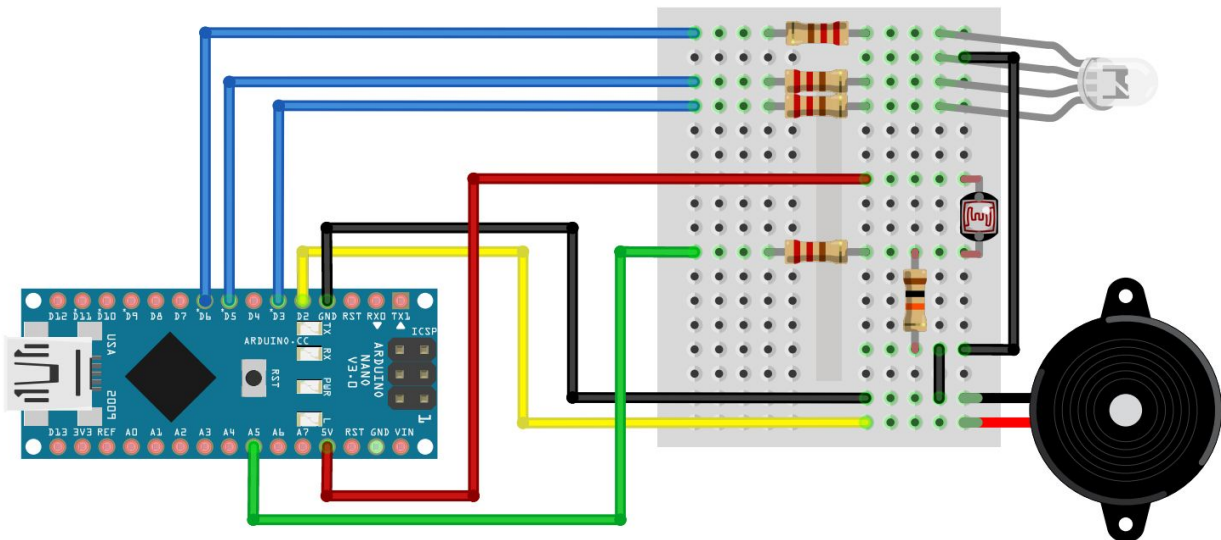 D12 D11 D10 D9 D8 D7 D6 D5 D4 D3 D2 GND RST RX0 TX1
TX
RX
PWR
L
USA
2009
ARDUINO.CC
RST
ARDUINO
NANO
V3.0
ICSP
1
D13 3V3 REF A0 A1 A2 A3 A4 A5 A6 A7 5V RST GND VIN